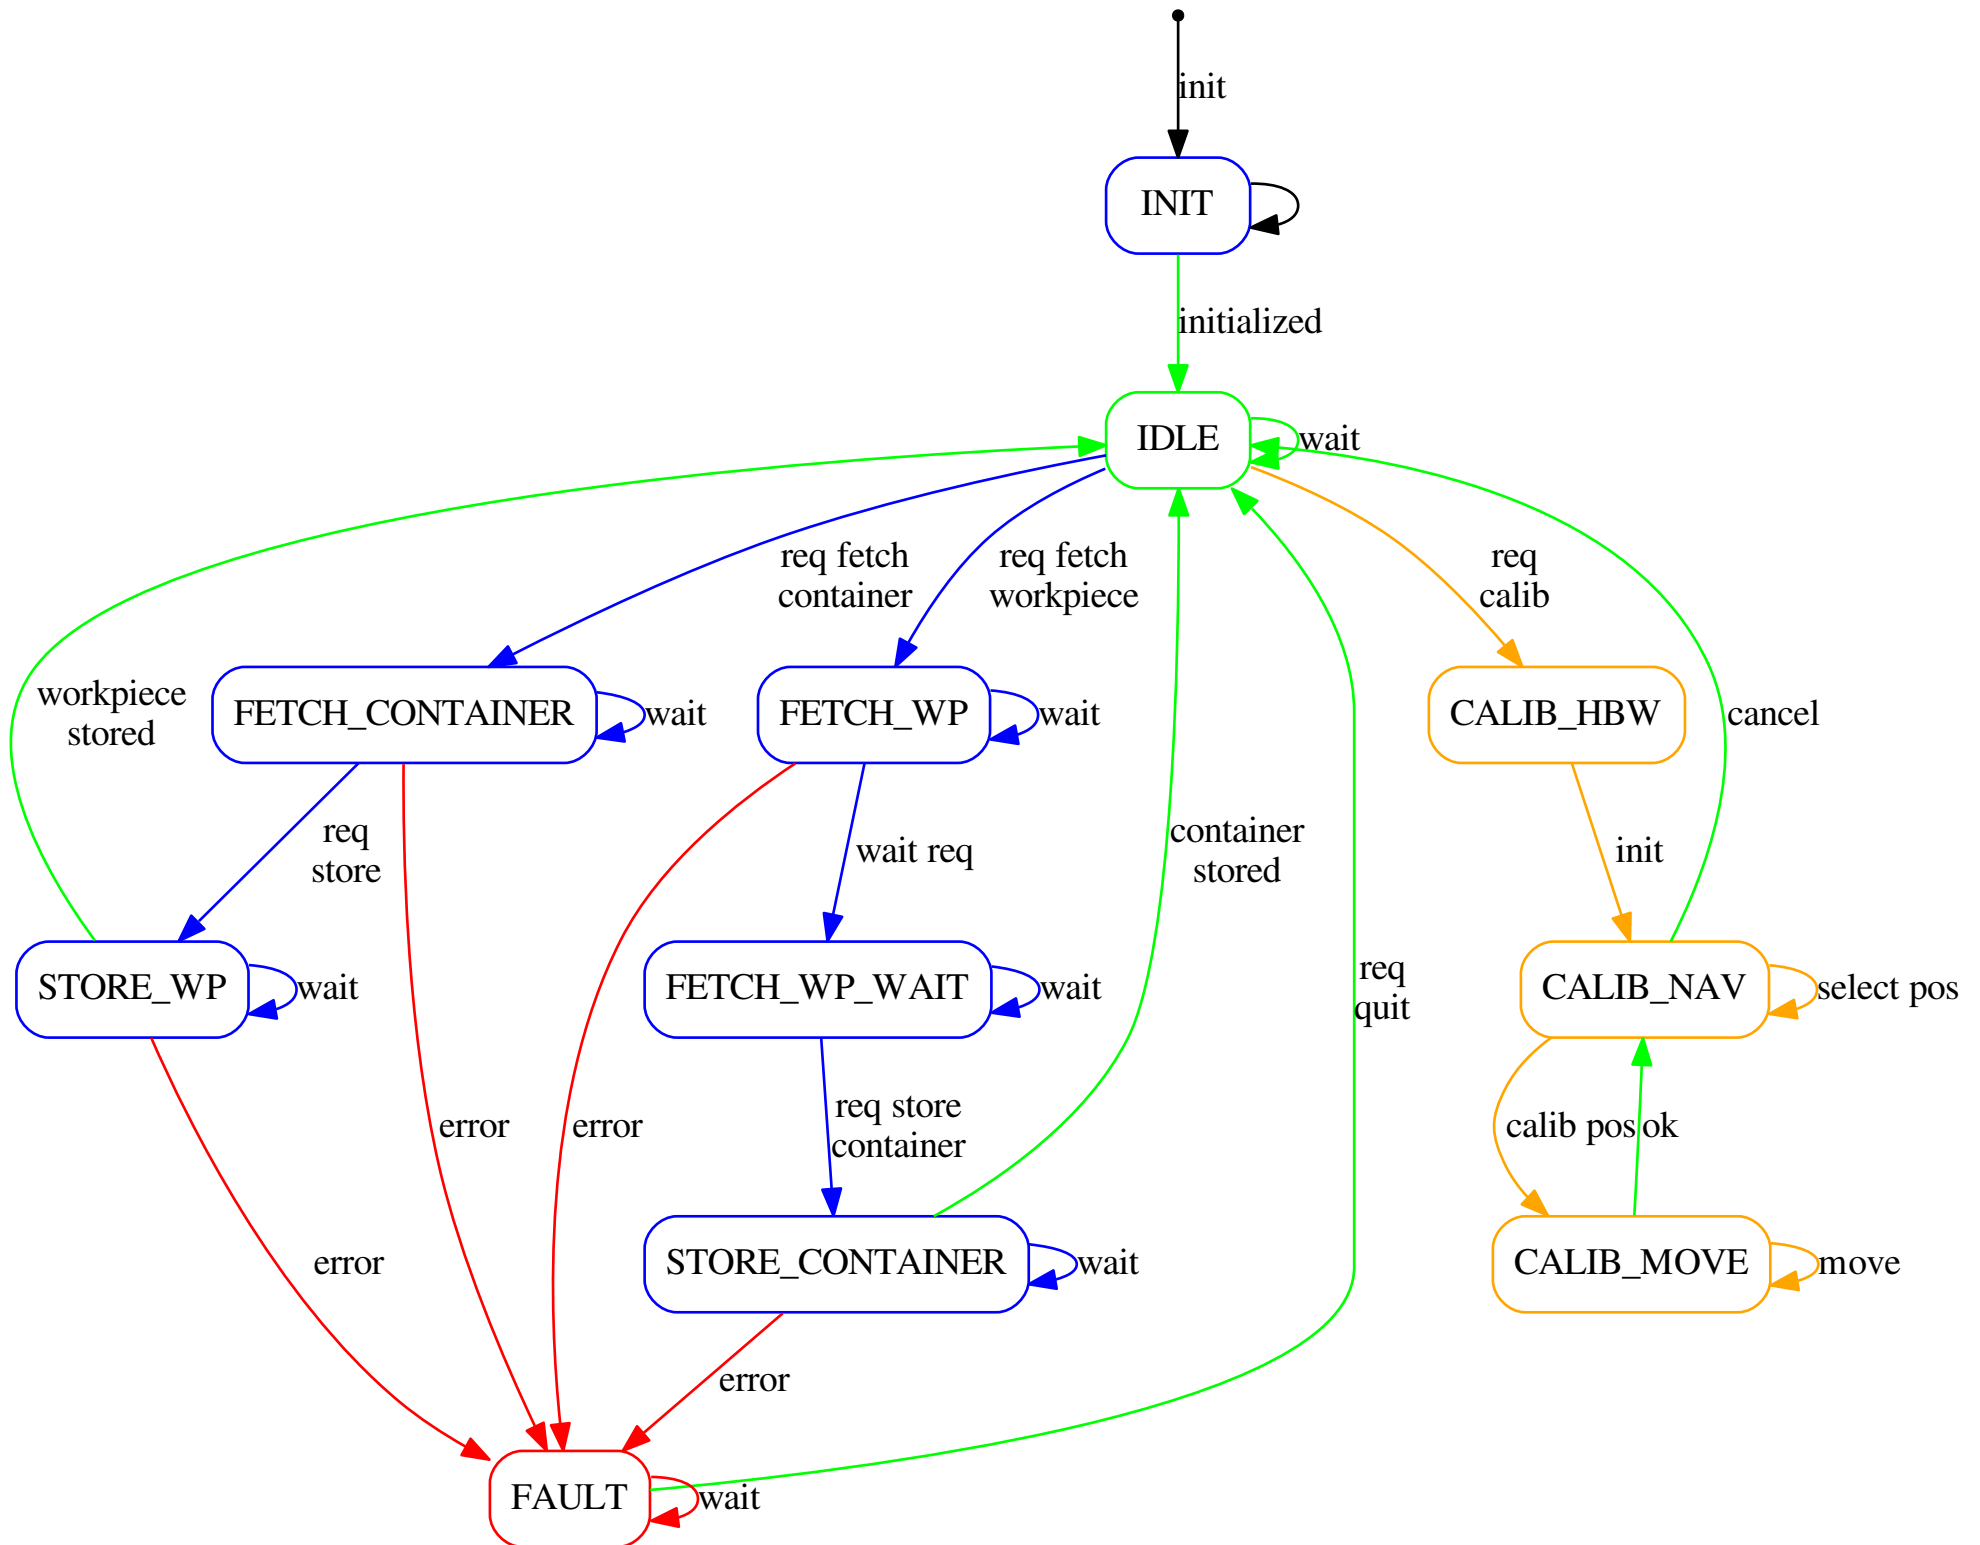 init
INIT
initialized
IDLE
wait
req fetch
container
req fetch
workpiece
req
calib
workpiece
stored
FETCH_CONTAINER
wait
FETCH_WP
wait
CALIB_HBW
cancel
req
store
wait req
container
stored
init
STORE_WP
wait
FETCH_WP_WAIT
wait
req
quit
CALIB_NAV
select pos
error
error
req store
container
calib pos
ok
error
STORE_CONTAINER
wait
CALIB_MOVE
move
error
FAULT
wait